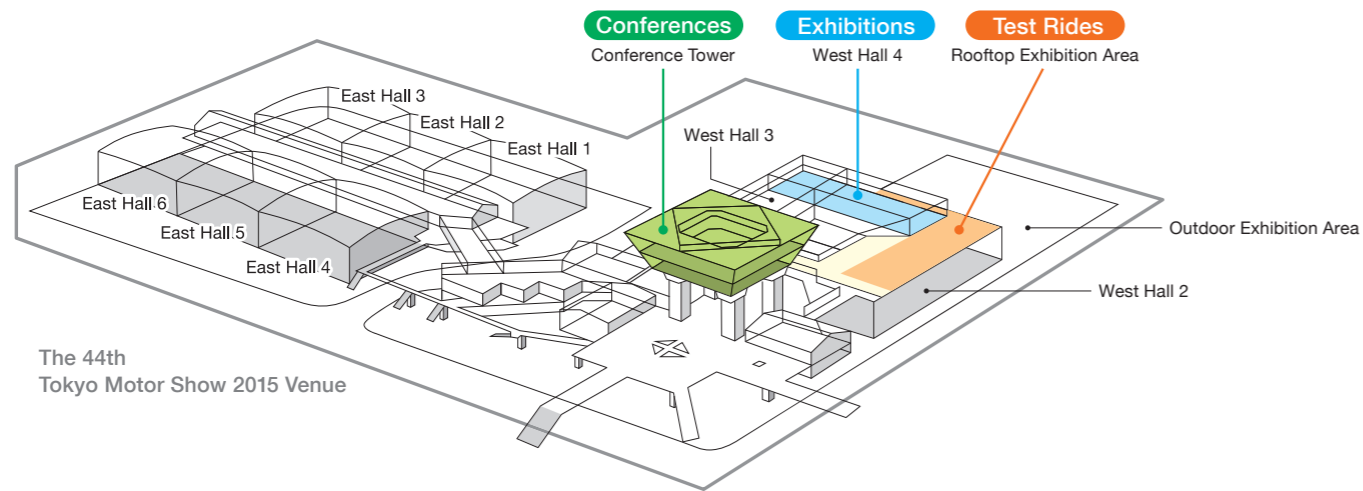 Conferences
Conference Tower
Exhibitions
West Hall 4
Test Rides
Rooftop Exhibition Area
East Hall 3
East Hall 2
East Hall 1
West Hall 3
East Hall 6
East Hall 5
East Hall 4
Outdoor Exhibition Area
West Hall 2
The 44th
Tokyo Motor Show 2015 Venue